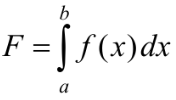 F = ∫_a^b f(x)dx